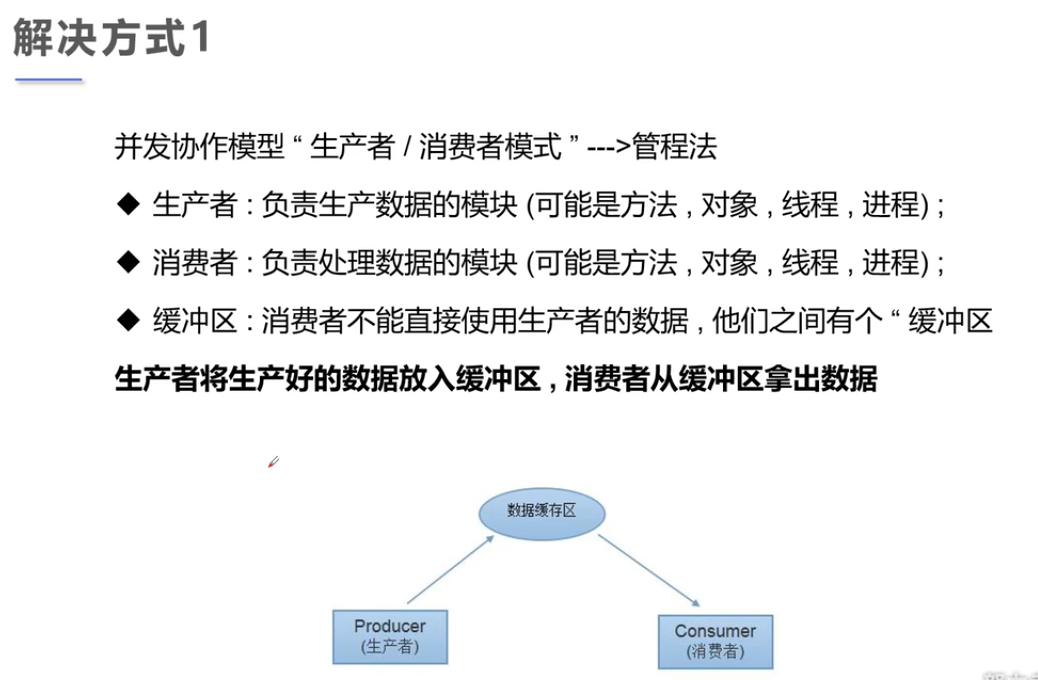 解决方式1
并发协作模型 “ 生产者 / 消费者模式 ” --->管程法
◆ 生产者 : 负责生产数据的模块 (可能是方法 , 对象 , 线程 , 进程) ;
◆ 消费者 : 负责处理数据的模块 (可能是方法 , 对象 , 线程 , 进程) ;
◆ 缓冲区 : 消费者不能直接使用生产者的数据 , 他们之间有个 “ 缓冲区
生产者将生产好的数据放入缓冲区 , 消费者从缓冲区拿出数据
数据缓存区
Producer
(生产者)
Consumer
(消费者)